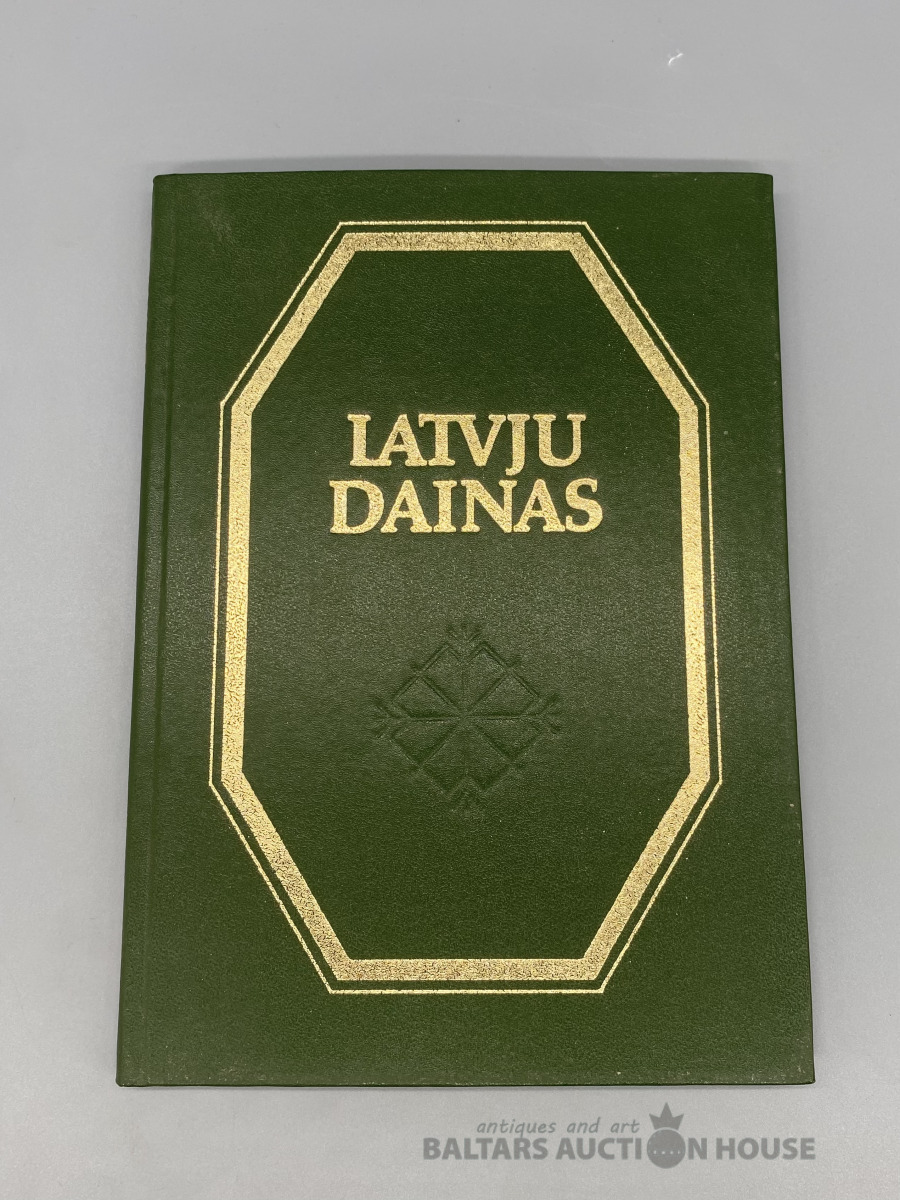 LATVJU
DAINAS
antiques and art
BALTARS AUCTION HOUSE